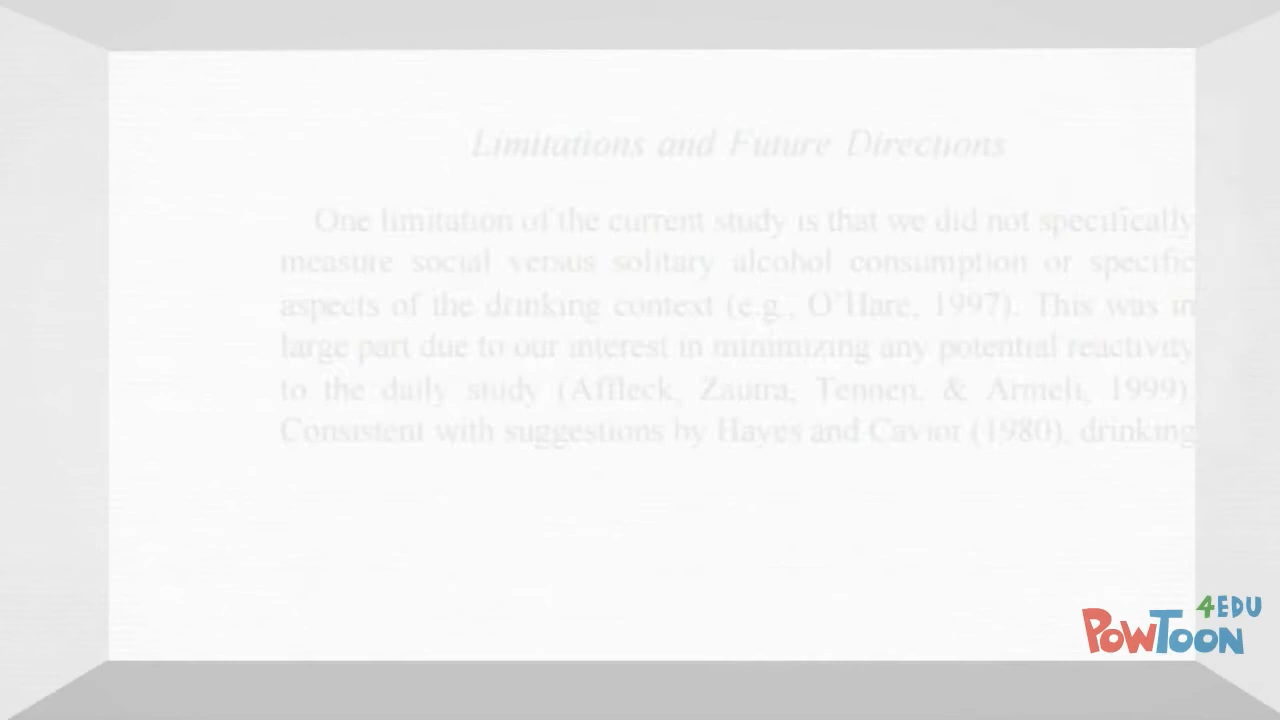 Limitations and Future Directions
One limitation of the current study is that we did not specifically
measure social versus solitary alcohol consumption or specific
aspects of the drinking context (e.g., O'Hare, 1997). This was in
large part due to our interest in minimizing any potential reactivity
to the daily study (Affleck, Zautra, Tennen, & Armeli, 1999).
Consistent with suggestions by Hayes and Cavior (1980), drinking
4EDU
POWTOON